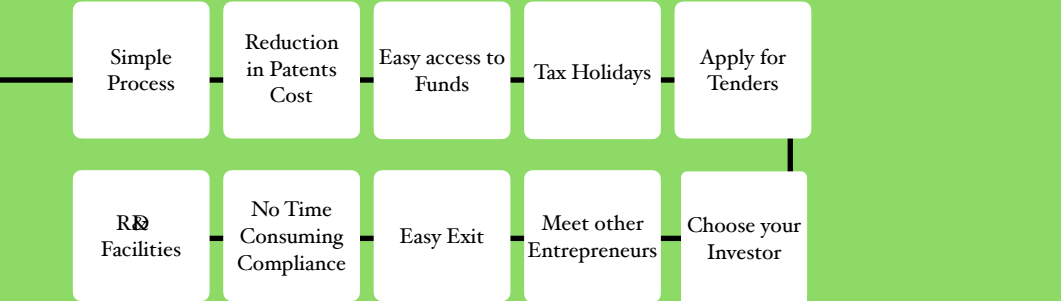 Simple
Process
Reduction
in Patents
Cost
Easy access to
Funds
Tax Holidays
Apply for
Tenders
R&D
Facilities
No Time
Consuming
Compliance
Easy Exit
Meet other
Entrepreneurs
Choose your
Investor